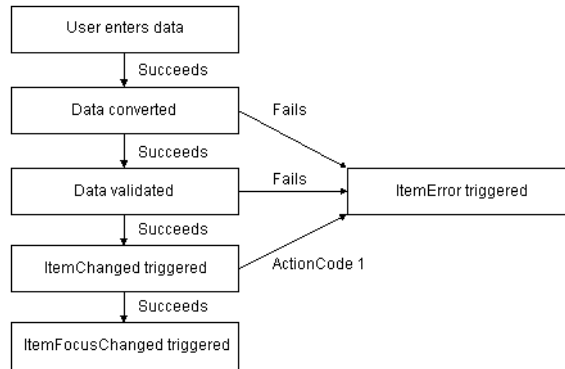 User enters data
Succeeds
Data converted
Fails
Succeeds
Data validated
Fails
ItemError triggered
Succeeds
ItemChanged triggered
ActionCode 1
Succeeds
ItemFocusChanged triggered